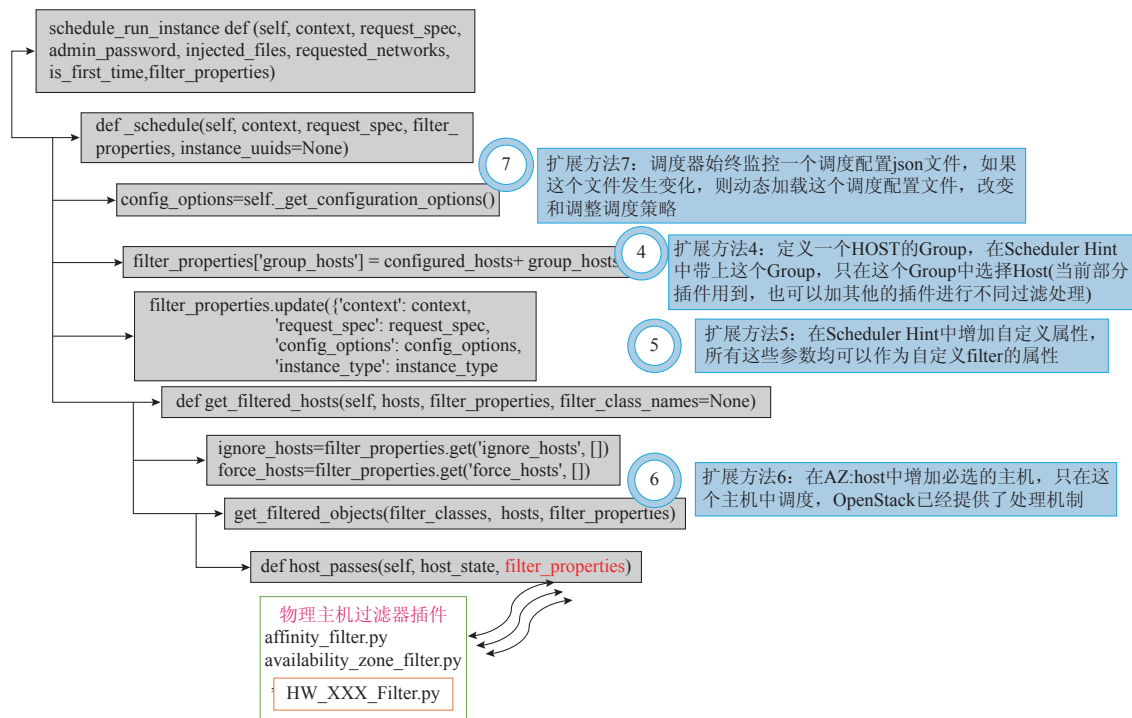 schedule_run_instance def (self, context, request_spec,
admin_password, injected_files, requested_networks,
is_first_time,filter_properties)
def _schedule(self, context, request_spec, filter_
properties, instance_uuids=None)
7
扩展方法7：调度器始终监控一个调度配置json文件，如果
这个文件发生变化，则动态加载这个调度配置文件，改变
和调整调度策略
config_options=self._get_configuration_options()
filter_properties['group_hosts'] = configured_hosts+ group_hosts
4
扩展方法4：定义一个HOST的Group，在Scheduler Hint
中带上这个Group，只在这个Group中选择Host(当前部分
插件用到，也可以加其他的插件进行不同过滤处理)
filter_properties.update({'context': context,
'request_spec': request_spec,
'config_options': config_options,
'instance_type': instance_type
5
扩展方法5：在Scheduler Hint中增加自定义属性，
所有这些参数均可以作为自定义filter的属性
def get_filtered_hosts(self, hosts, filter_properties, filter_class_names=None)
ignore_hosts=filter_properties.get('ignore_hosts', [])
force_hosts=filter_properties.get('force_hosts', [])
6
扩展方法6：在AZ:host中增加必选的主机，只在这
个主机中调度，OpenStack已经提供了处理机制
get_filtered_objects(filter_classes, hosts, filter_properties)
def host_passes(self, host_state, filter_properties)
物理主机过滤器插件
affinity_filter.py
availability_zone_filter.py
HW_XXX_Filter.py